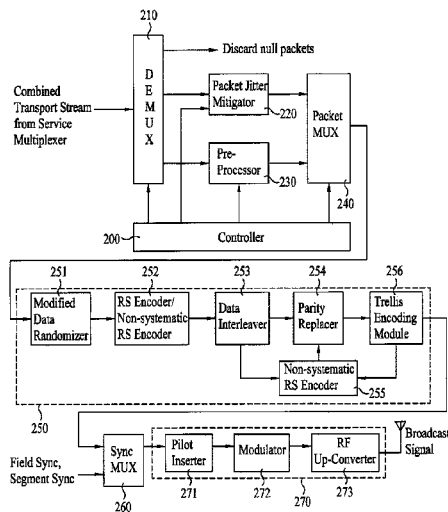 210
Discard null packets
D
E
M
U
X
Combined
Transport Stream
from Service
Multiplexer
Packet Jitter
Mitigator
220
Pre-
Processor
230
Packet
MUX
240
200
Controller
251
252
253
254
256
Modified
Data
Randomizer
RS Encoder/
Non-systematic
RS Encoder
Data
Interleaver
Parity
Replacer
Trellis
Encoding
Module
Non-systematic
RS Encoder
255
250
Broadcast
Signal
Field Sync,
Segment Sync
Sync
MUX
260
Pilot
Inserter
271
Modulator
272
RF
Up-Converter
273
270